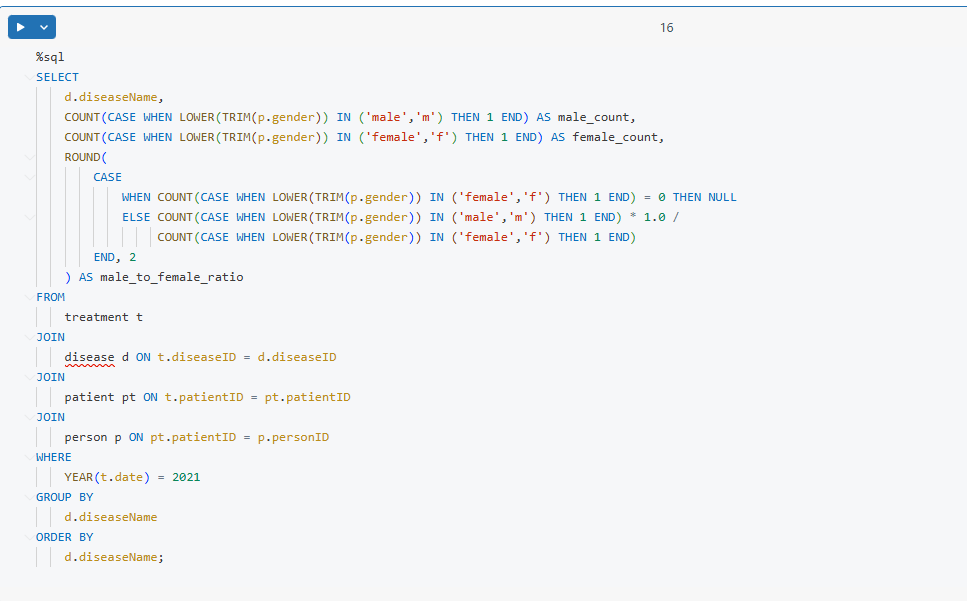 16
%sql
SELECT
d.diseaseName,
COUNT(CASE WHEN LOWER(TRIM(p.gender)) IN ('male','m') THEN 1 END) AS male_count,
COUNT(CASE WHEN LOWER(TRIM(p.gender)) IN ('female','f') THEN 1 END) AS female_count,
ROUND(
CASE
WHEN COUNT(CASE WHEN LOWER(TRIM(p.gender)) IN ('female','f') THEN 1 END) = 0 THEN NULL
ELSE COUNT(CASE WHEN LOWER(TRIM(p.gender)) IN ('male','m') THEN 1 END) * 1.0 /
COUNT(CASE WHEN LOWER(TRIM(p.gender)) IN ('female','f') THEN 1 END)
END, 2
) AS male_to_female_ratio
FROM
treatment t
JOIN
disease d ON t.diseaseID = d.diseaseID
JOIN
patient pt ON t.patientID = pt.patientID
JOIN
person p ON pt.patientID = p.personID
WHERE
YEAR(t.date) = 2021
GROUP BY
d.diseaseName
ORDER BY
d.diseaseName;